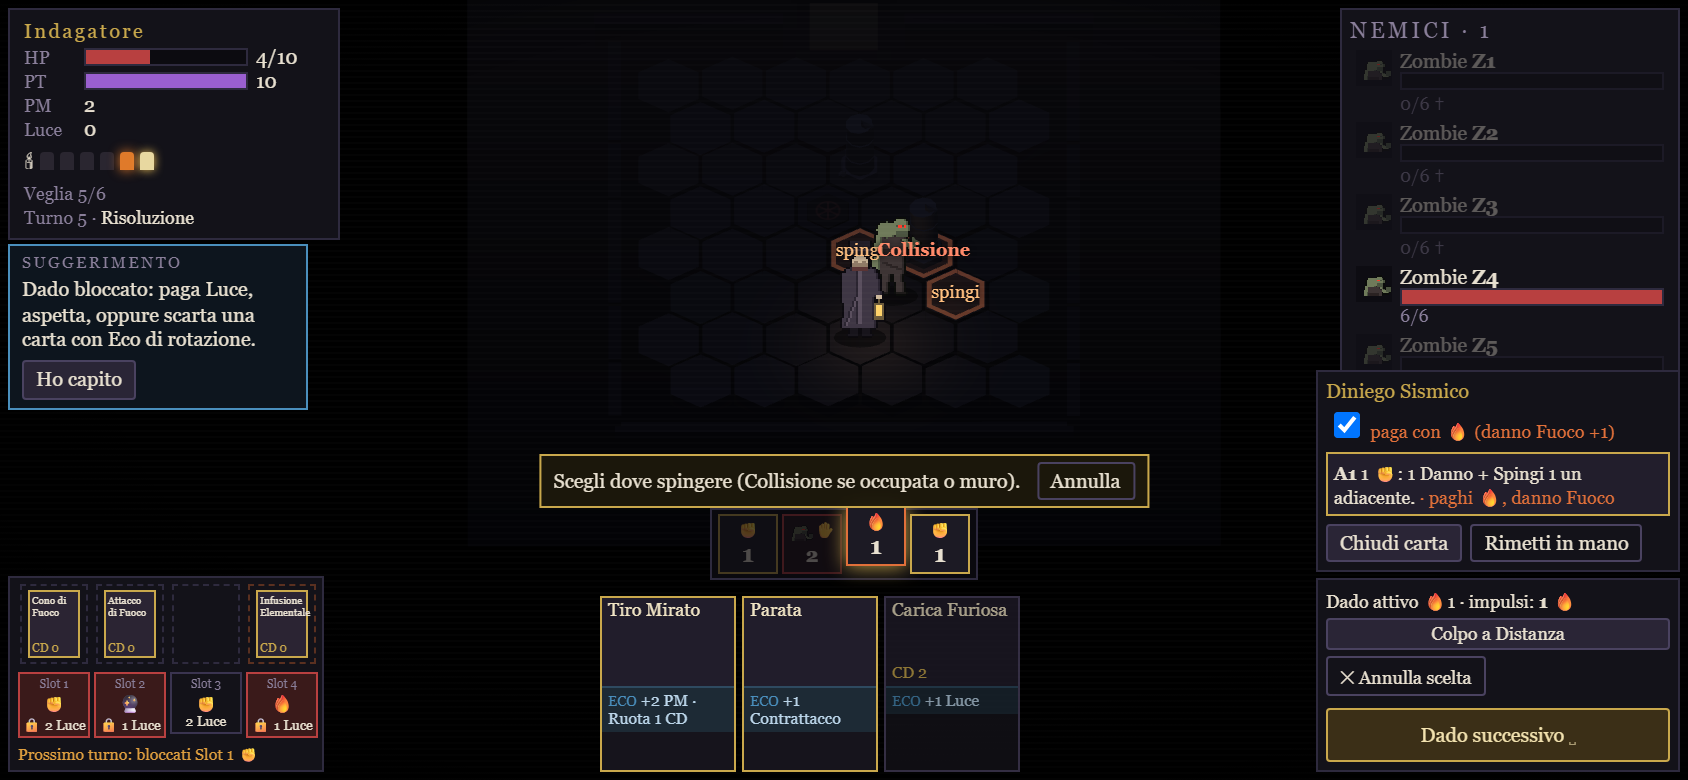 Indagatore
HP 4/10
PT 10
PM 2
Luce 0
Veglia 5/6
Turno 5 · Risoluzione
SUGGERIMENTO
Dado bloccato: paga Luce,
aspetta, oppure scarta una
carta con Eco di rotazione.
Ho capito
NEMICI · 1
Zombie Z1
0/6 †
Zombie Z2
0/6 †
Zombie Z3
0/6 †
Zombie Z4
6/6
Zombie Z5
Collisione
spingi
Scegli dove spingere (Collisione se occupata o muro).
Annulla
1
2
1
1
Diniego Sismico
paga con 🔥 (danno Fuoco +1)
A1 1 ✊ : 1 Danno + Spingi 1 un
adiacente. · paghi 🔥 , danno Fuoco
Chiudi carta
Rimetti in mano
Dado attivo 🔥 1 · impulsi: 1 🔥
Colpo a Distanza
✕ Annulla scelta
Dado successivo
Cono di
Fuoco
CD 0
Attacco
di Fuoco
CD 0
Infusione
Elementale
CD 0
Slot 1
🔒 2 Luce
Slot 2
🔒 1 Luce
Slot 3
2 Luce
Slot 4
🔒 1 Luce
Prossimo turno: bloccati Slot 1 ✊
Tiro Mirato
ECO +2 PM ·
Ruota 1 CD
Parata
ECO +1
Contrattacco
Carica Furiosa
CD 2
ECO +1 Luce